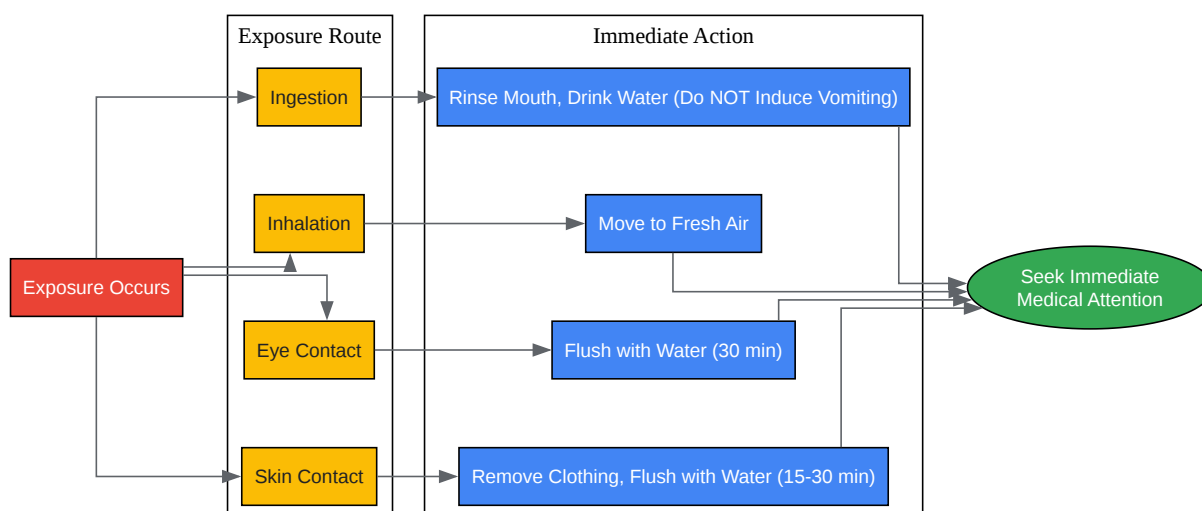 Exposure Route
Immediate Action
Ingestion
Rinse Mouth, Drink Water (Do NOT Induce Vomiting)
Inhalation
Move to Fresh Air
Exposure Occurs
Seek Immediate
Medical Attention
Eye Contact
Flush with Water (30 min)
Skin Contact
Remove Clothing, Flush with Water (15-30 min)